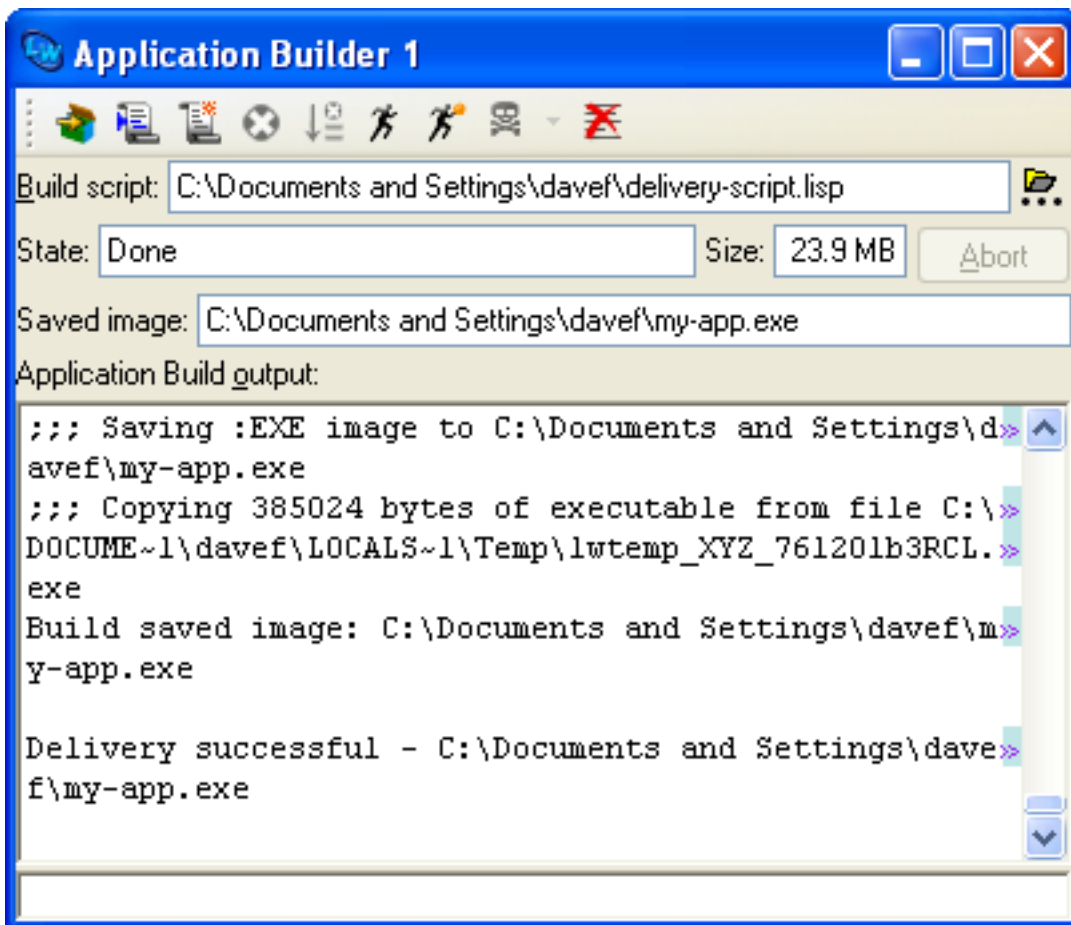 Application Builder 1
Build script: C:\Documents and Settings\davef\delivery-script.lisp
State: Done Size: 23.9 MB Abort
Saved image: C:\Documents and Settings\davef\my-app.exe
Application Build output:
;;; Saving :EXE image to C:\Documents and Settings\d»
avef\my-app.exe
;;; Copying 385024 bytes of executable from file C:\»
DOCUME~1\davef\LOCALS~1\Temp\lwtemp_XYZ_761201b3RCL.»
exe
Build saved image: C:\Documents and Settings\davef\m»
y-app.exe
Delivery successful - C:\Documents and Settings\dave»
f\my-app.exe